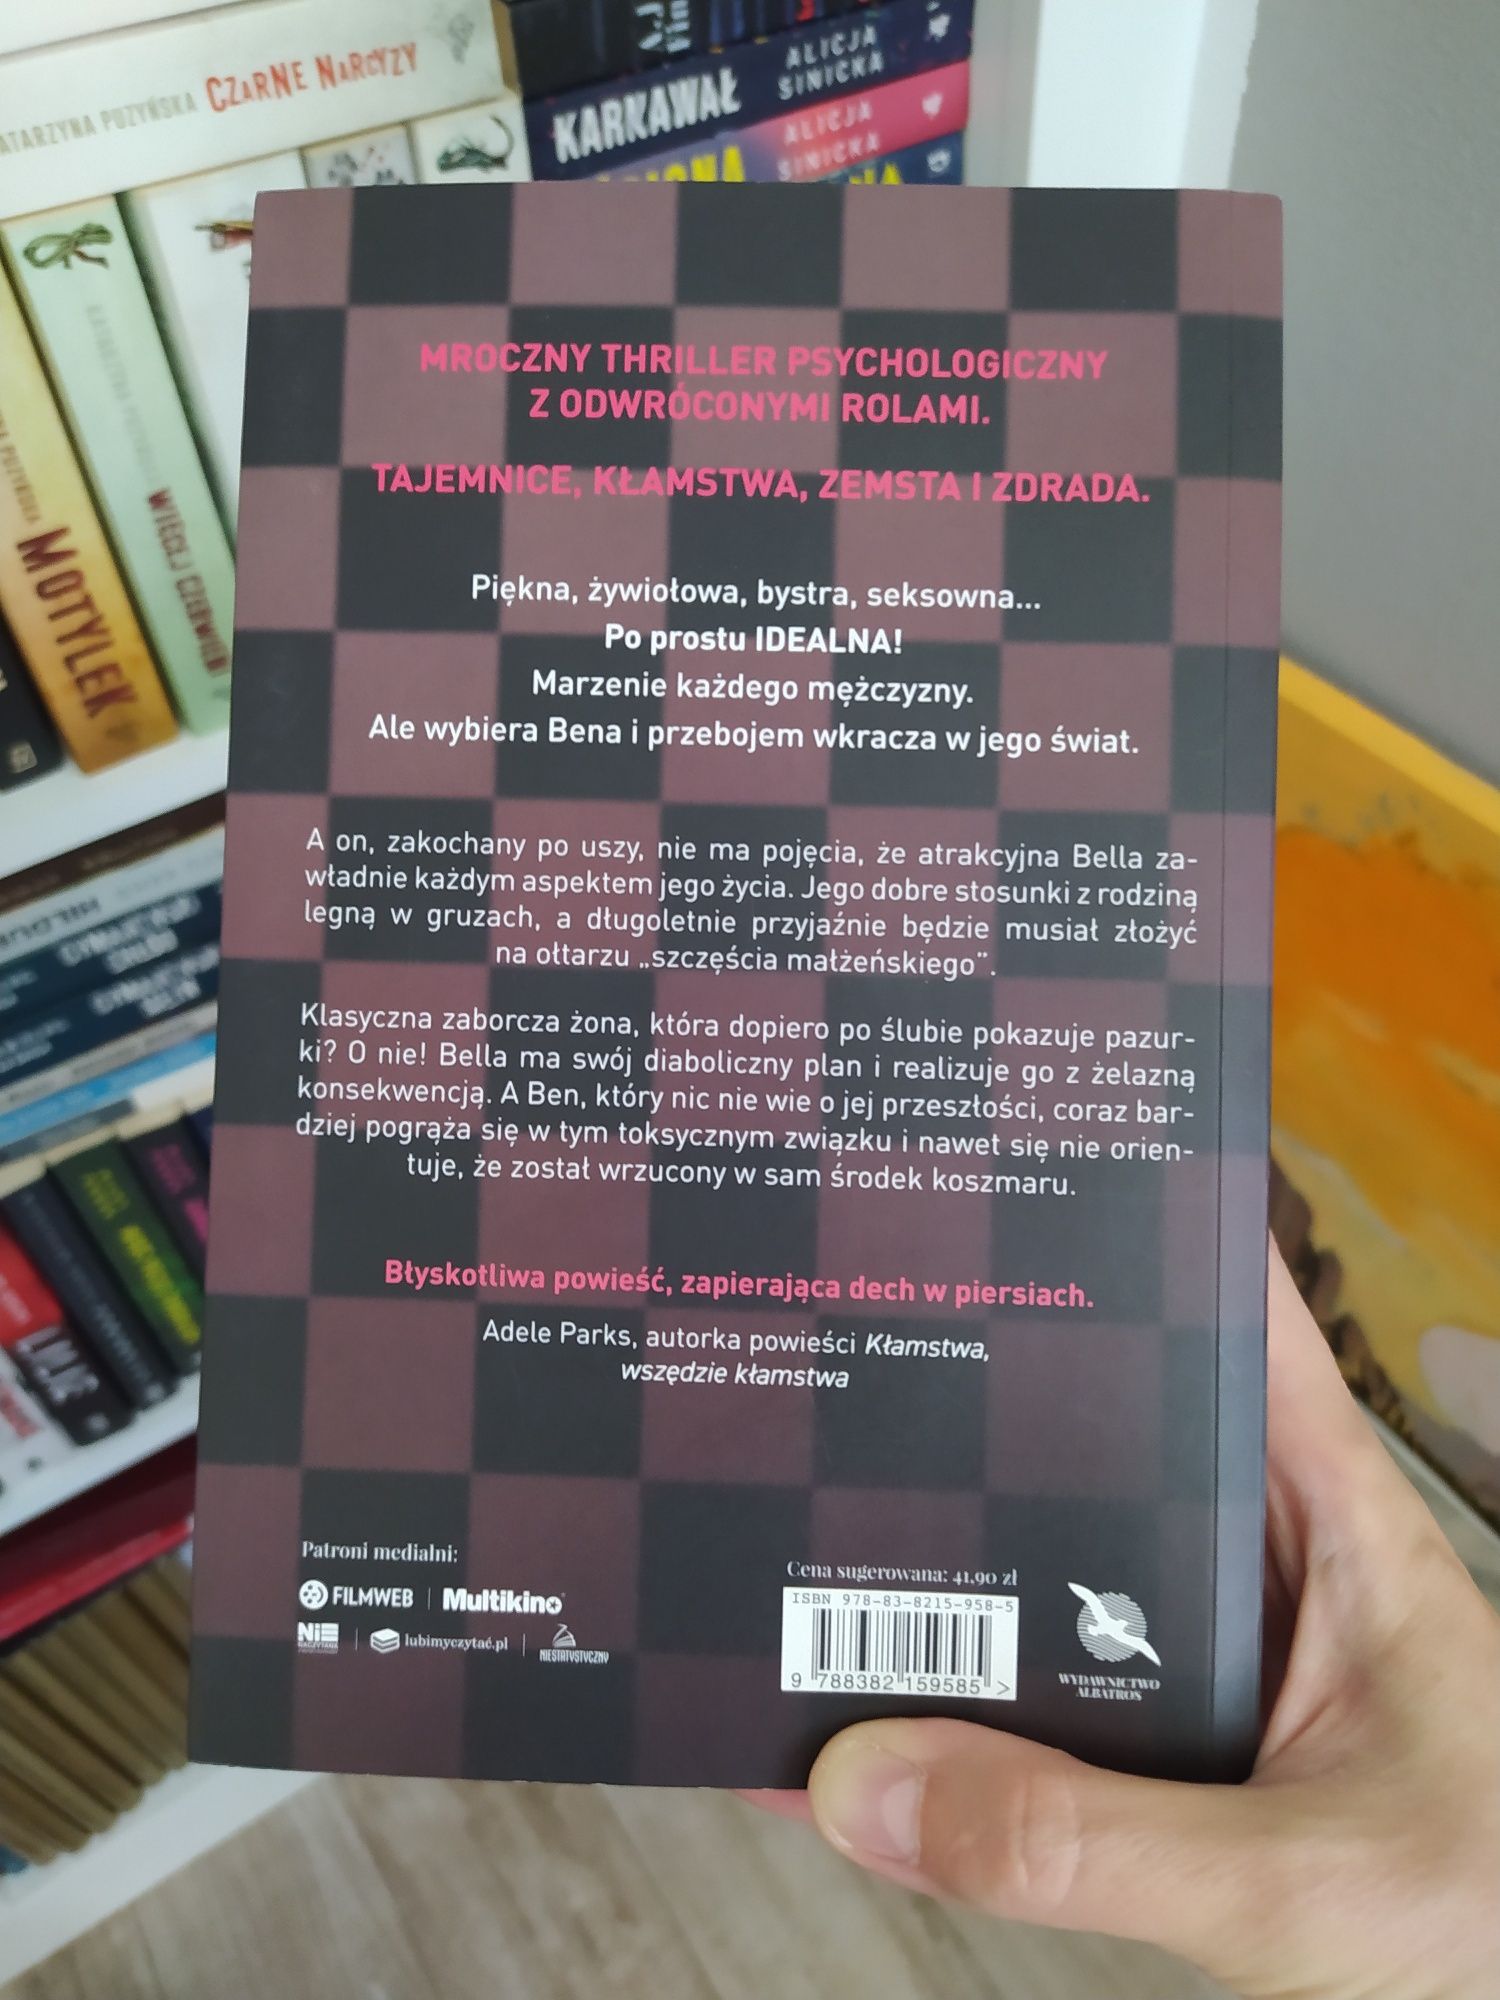 KATARZYNA PUZYŃSKA CZARNE NARCYZY
KARKAWAŁ
ALICJA
SINICKA
ALICJA
SINICKA
MOTYLEK
WIĘCEJ CZERWIENI
MROCZNY THRILLER PSYCHOLOGICZNY
Z ODWRÓCONYMI ROLAMI.
TAJEMNICE, KŁAMSTWA, ZEMSTA I ZDRADA.
Piękna, żywiołowa, bystra, seksowna...
Po prostu IDEALNA!
Marzenie każdego mężczyzny.
Ale wybiera Bena i przebojem wkracza w jego świat.
A on, zakochany po uszy, nie ma pojęcia, że atrakcyjna Bella za-
władnie każdym aspektem jego życia. Jego dobre stosunki z rodziną
legną w gruzach, a długoletnie przyjaźnie będzie musiał złożyć
na ołtarzu „szczęścia małżeńskiego”.
Klasyczna zaborcza żona, która dopiero po ślubie pokazuje pazur-
ki? O nie! Bella ma swój diaboliczny plan i realizuje go z żelazną
konsekwencją. A Ben, który nic nie wie o jej przeszłości, coraz bar-
dziej pogrąża się w tym toksycznym związku i nawet się nie orien-
tuje, że został wrzucony w sam środek koszmaru.
Błyskotliwa powieść, zapierająca dech w piersiach.
Adele Parks, autorka powieści Kłamstwa,
wszędzie kłamstwa
Patroni medialni:
FILMWEB | Multikino
NiE | lubimyczytać.pl | NIESTATYSTYCZNY
Cena sugerowana: 41,90 zł
ISBN 978-83-8215-958-5
9 788382 159585 >
WYDAWNICTWO
ALBATROS